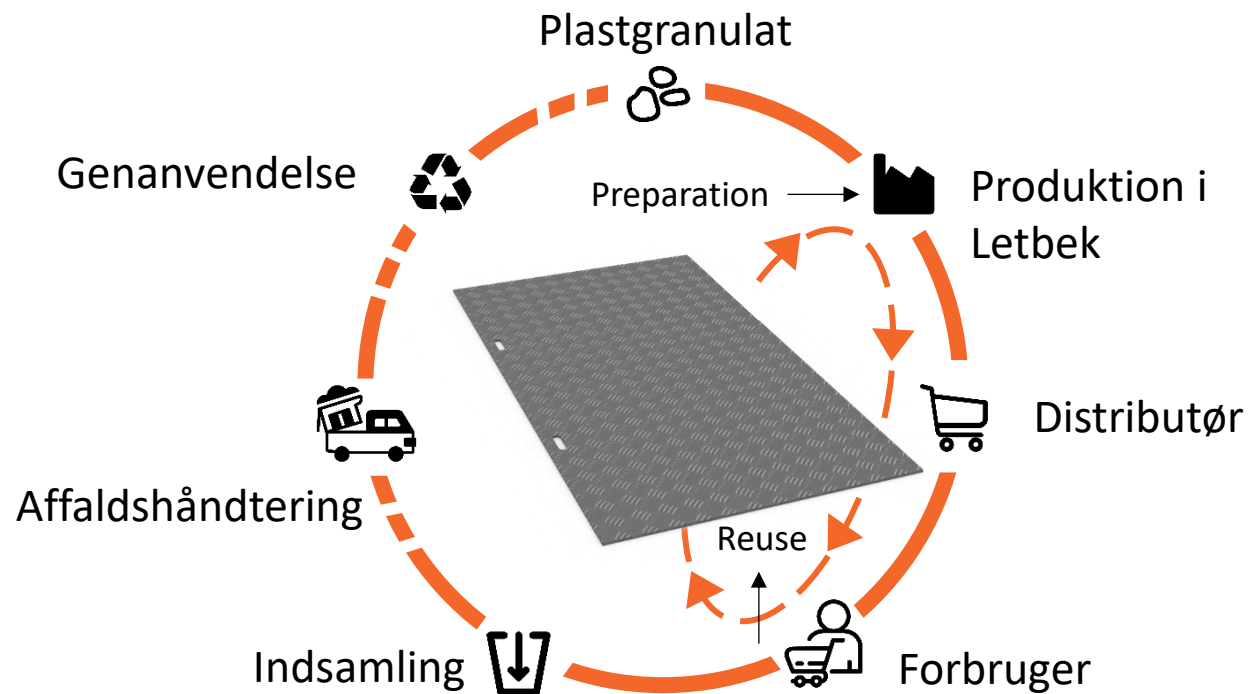 Plastgranulat
Genanvendelse
Preparation
Produktion i
Letbek
Distributør
Affaldshåndtering
Reuse
Indsamling
Forbruger